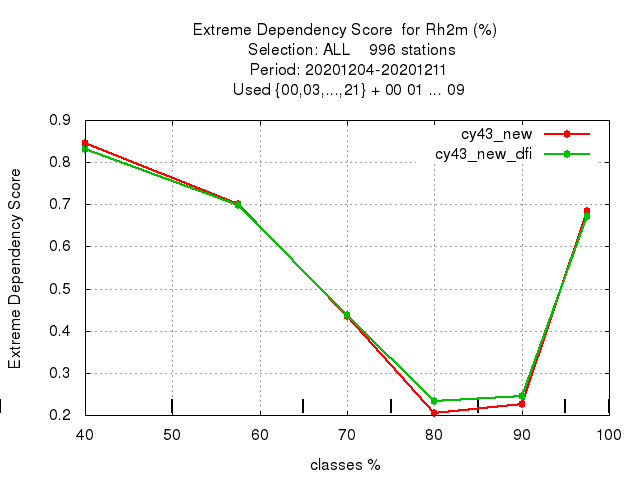 Extreme Dependency Score  for Rh2m (%)
Selection: ALL    996 stations
Period: 20201204-20201211
Used {00,03,...,21} + 00 01 ... 09
cy43_new
cy43_new_dfi
Extreme Dependency Score
0.9
0.8
0.7
0.6
0.5
0.4
0.3
0.2
40 50 60 70 80 90 100
classes %